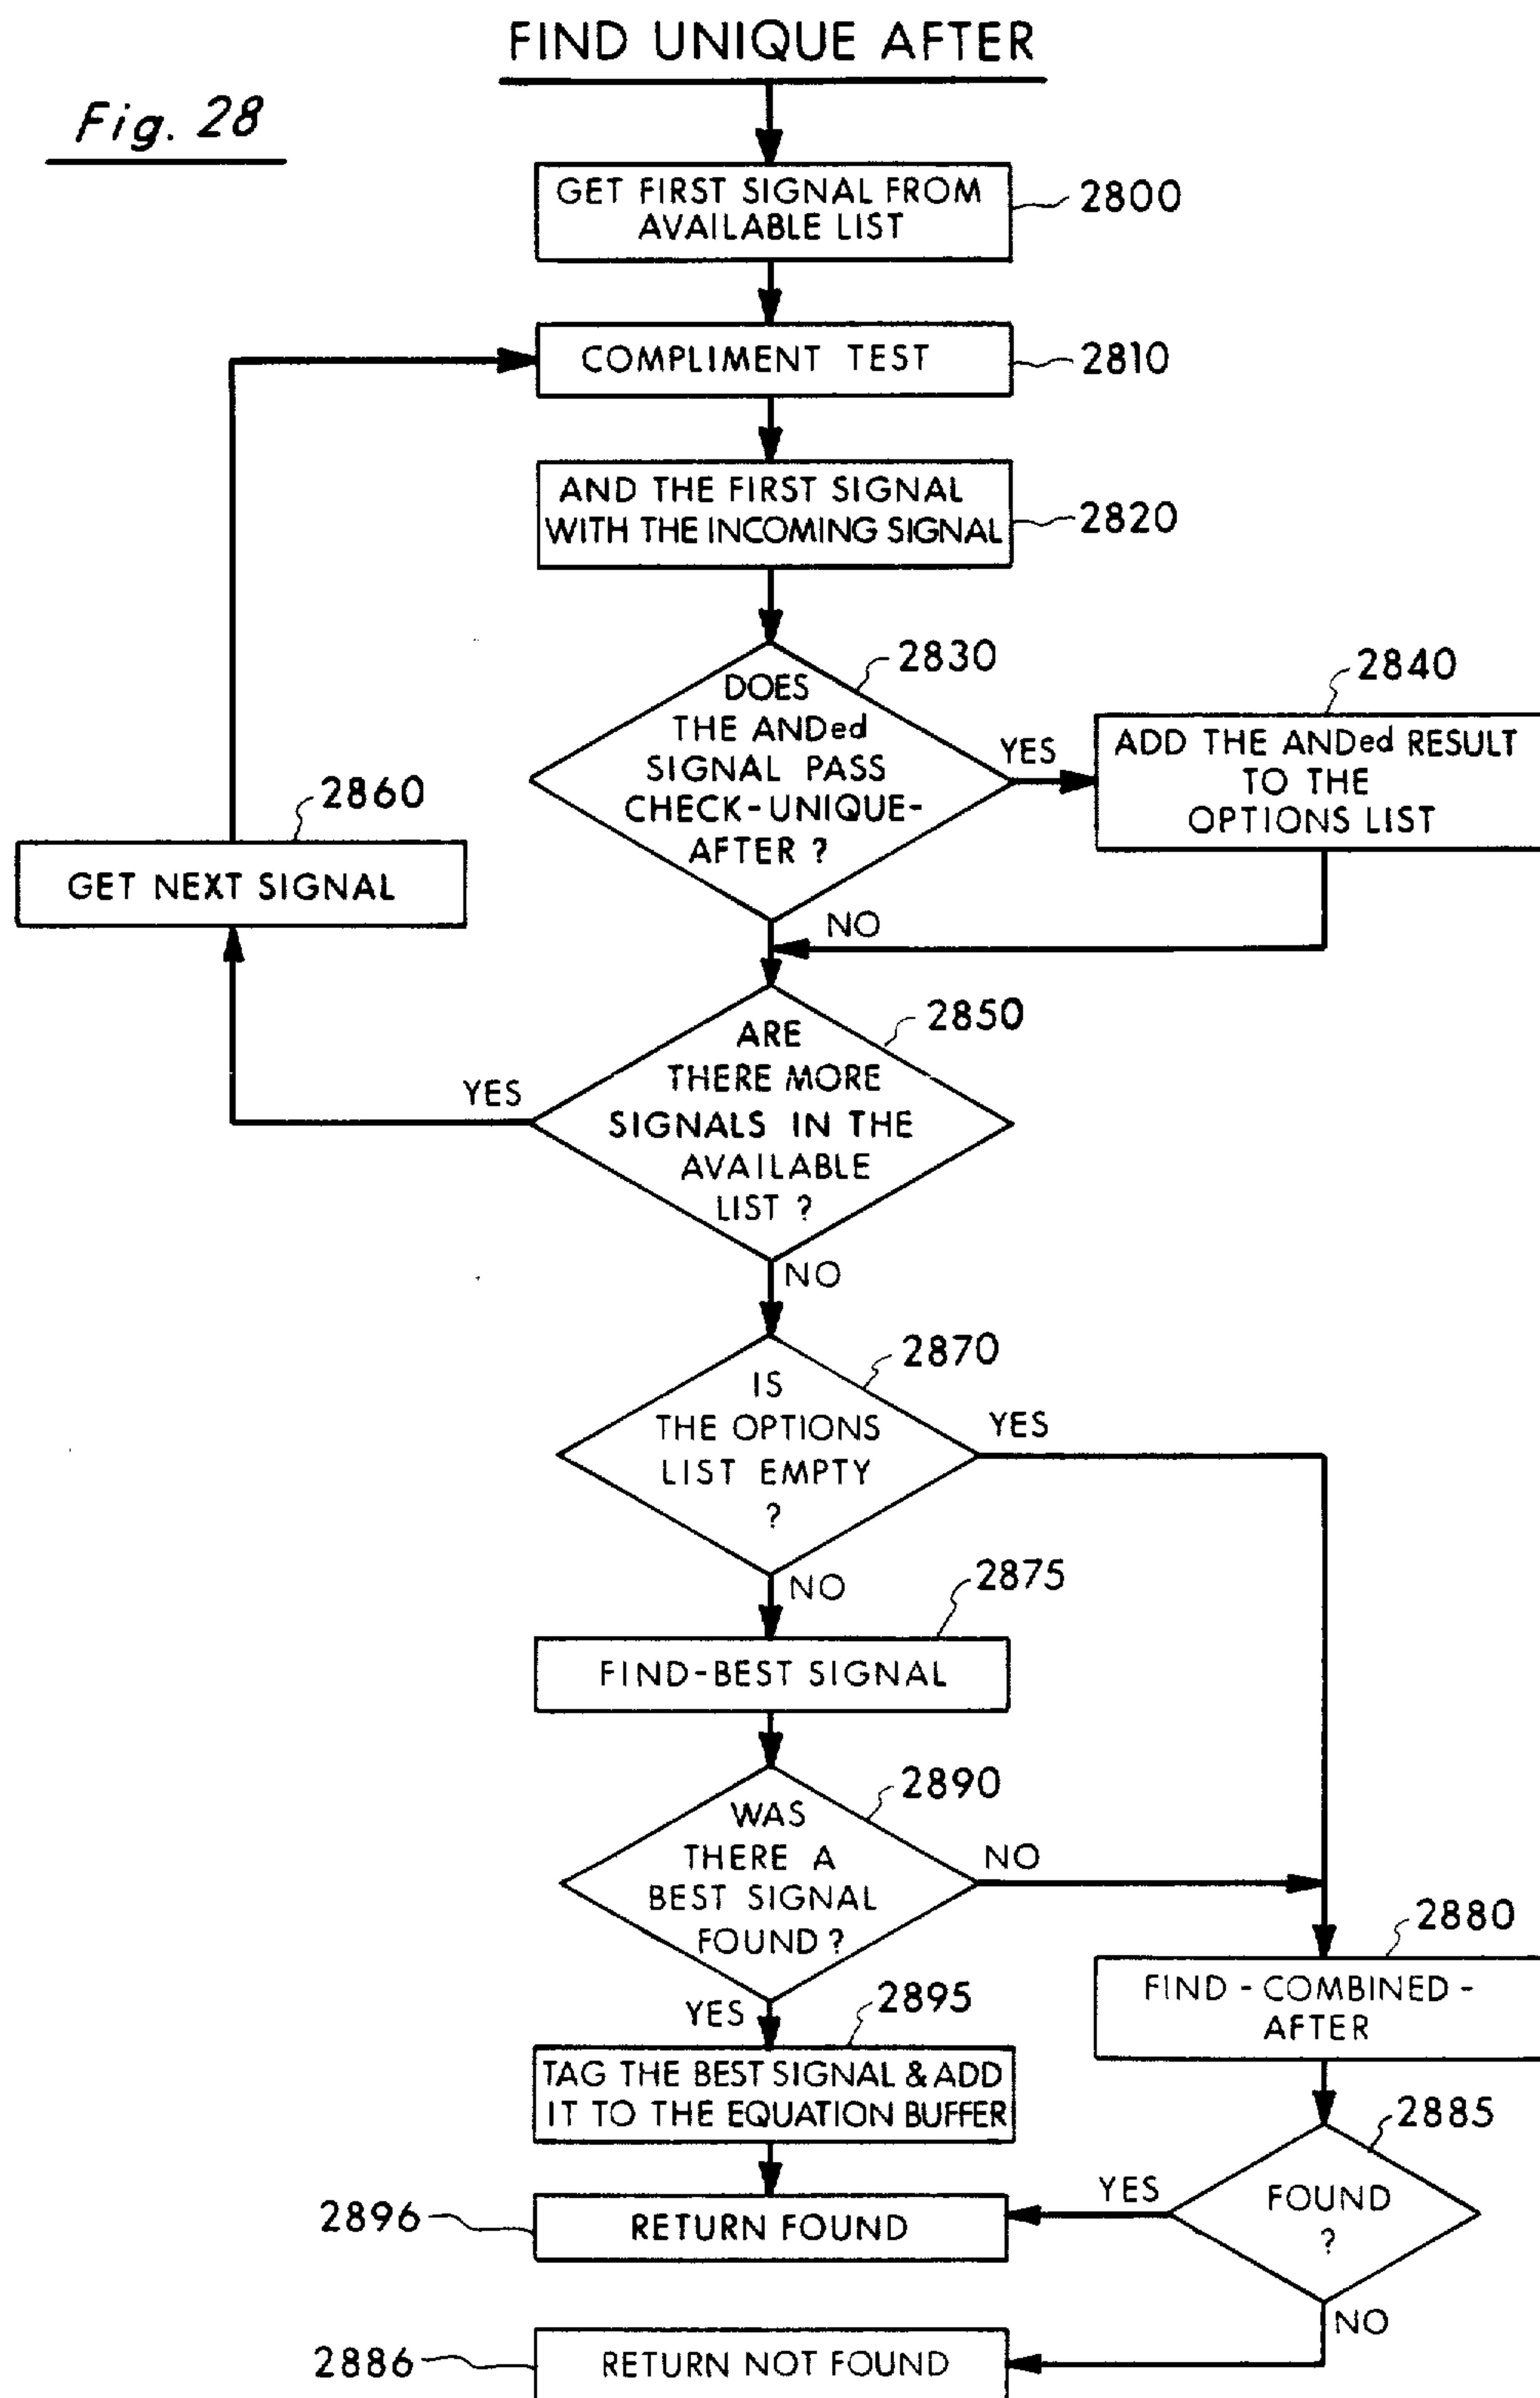 FIND UNIQUE AFTER
Fig. 28
GET FIRST SIGNAL FROM
AVAILABLE LIST
2800
COMPLIMENT TEST
2810
AND THE FIRST SIGNAL
WITH THE INCOMING SIGNAL
2820
2830
DOES
THE ANDed
SIGNAL PASS
CHECK-UNIQUE-
AFTER ?
YES
2840
ADD THE ANDed RESULT
TO THE
OPTIONS LIST
2860
GET NEXT SIGNAL
NO
2850
ARE
THERE MORE
SIGNALS IN THE
AVAILABLE
LIST ?
YES
NO
2870
IS
THE OPTIONS
LIST EMPTY
?
YES
NO
2875
FIND-BEST SIGNAL
2890
WAS
THERE A
BEST SIGNAL
FOUND ?
NO
2880
FIND - COMBINED -
AFTER
YES
2895
TAG THE BEST SIGNAL & ADD
IT TO THE EQUATION BUFFER
2885
FOUND
?
YES
2896
RETURN FOUND
NO
2886
RETURN NOT FOUND